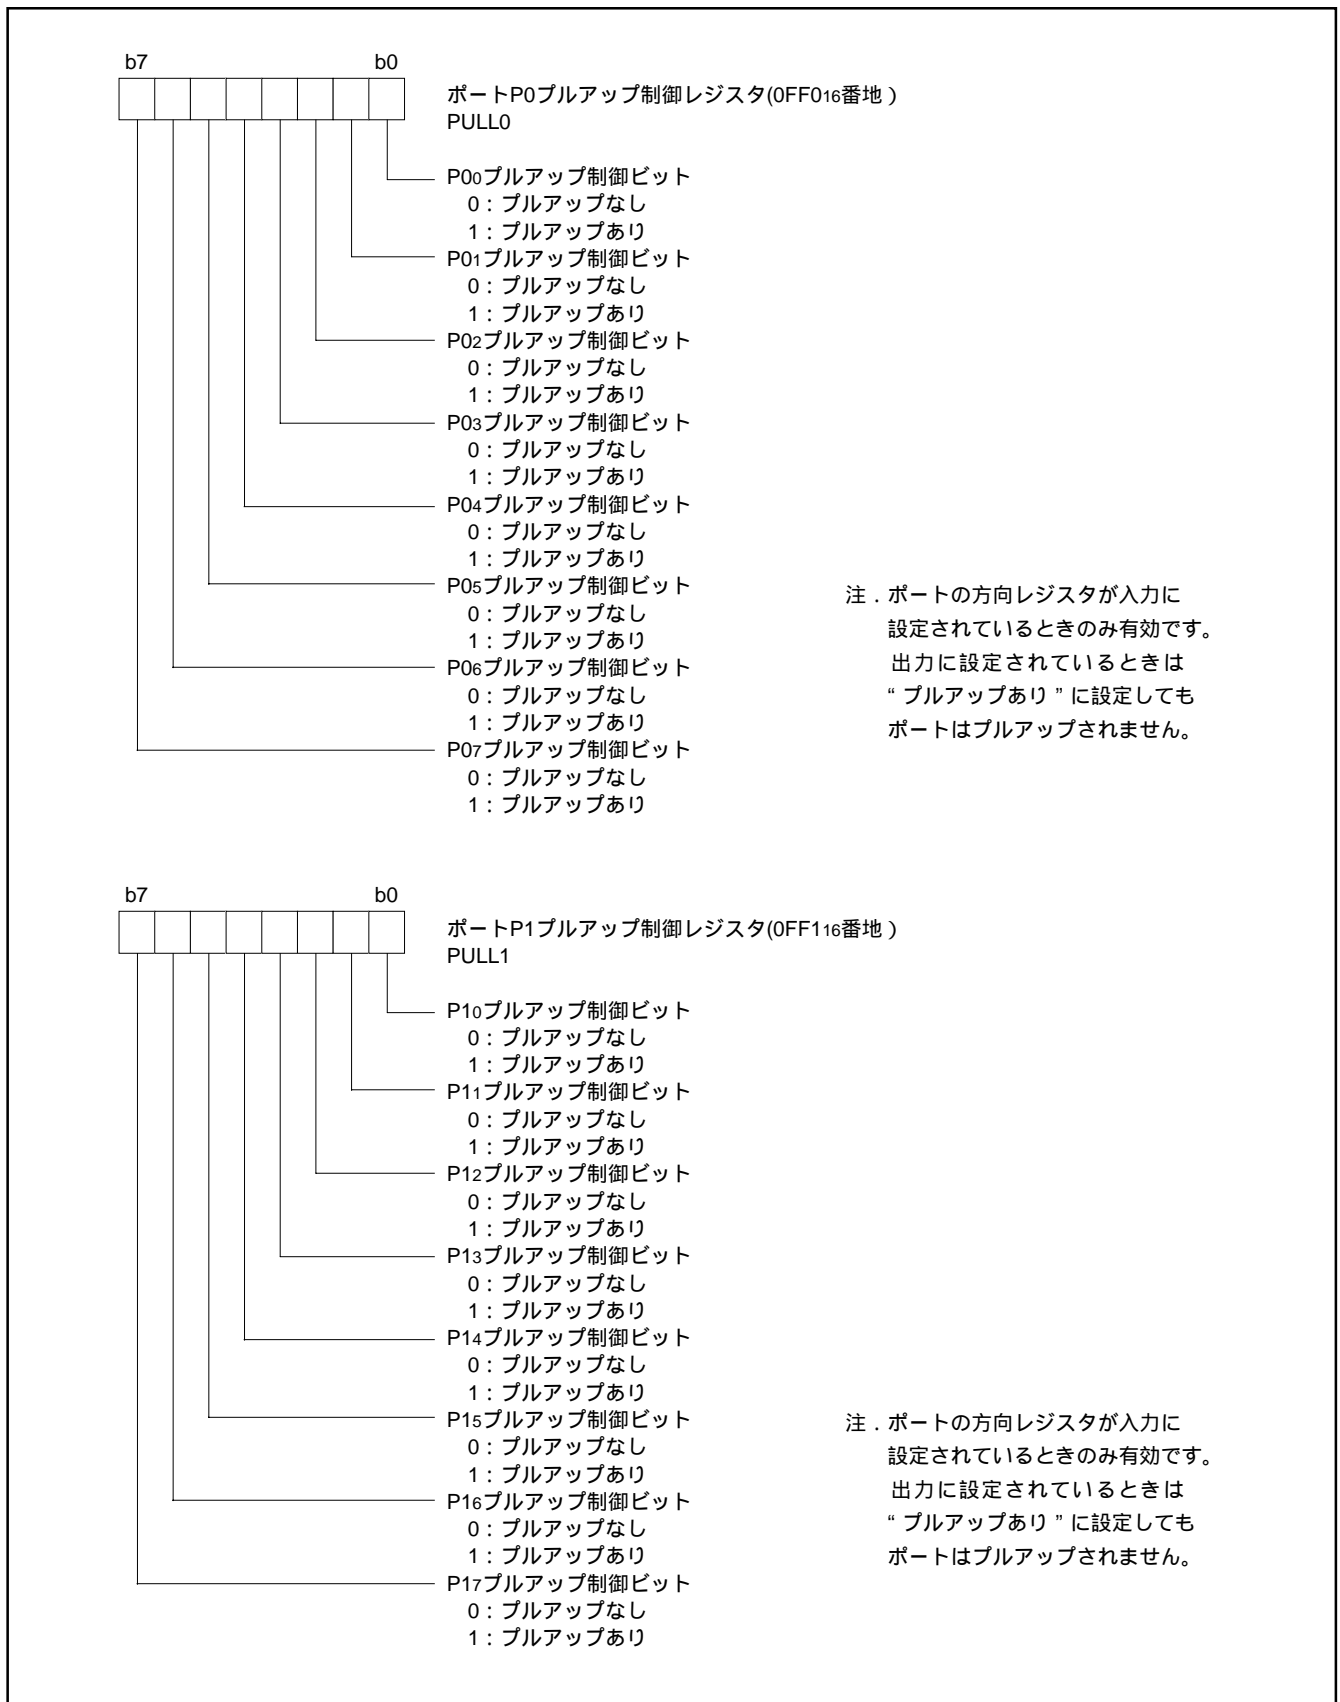 b7 b0
ポートP0プルアップ制御レジスタ(0FF016番地）
PULL0
P00プルアップ制御ビット
0：プルアップなし
1：プルアップあり
P01プルアップ制御ビット
0：プルアップなし
1：プルアップあり
P02プルアップ制御ビット
0：プルアップなし
1：プルアップあり
P03プルアップ制御ビット
0：プルアップなし
1：プルアップあり
P04プルアップ制御ビット
0：プルアップなし
1：プルアップあり
P05プルアップ制御ビット
0：プルアップなし
1：プルアップあり
P06プルアップ制御ビット
0：プルアップなし
1：プルアップあり
P07プルアップ制御ビット
0：プルアップなし
1：プルアップあり
注．ポートの方向レジスタが入力に
設定されているときのみ有効です。
出力に設定されているときは
“ プルアップあり ” に設定しても
ポートはプルアップされません。
b7 b0
ポートP1プルアップ制御レジスタ(0FF116番地）
PULL1
P10プルアップ制御ビット
0：プルアップなし
1：プルアップあり
P11プルアップ制御ビット
0：プルアップなし
1：プルアップあり
P12プルアップ制御ビット
0：プルアップなし
1：プルアップあり
P13プルアップ制御ビット
0：プルアップなし
1：プルアップあり
P14プルアップ制御ビット
0：プルアップなし
1：プルアップあり
P15プルアップ制御ビット
0：プルアップなし
1：プルアップあり
P16プルアップ制御ビット
0：プルアップなし
1：プルアップあり
P17プルアップ制御ビット
0：プルアップなし
1：プルアップあり
注．ポートの方向レジスタが入力に
設定されているときのみ有効です。
出力に設定されているときは
“ プルアップあり ” に設定しても
ポートはプルアップされません。